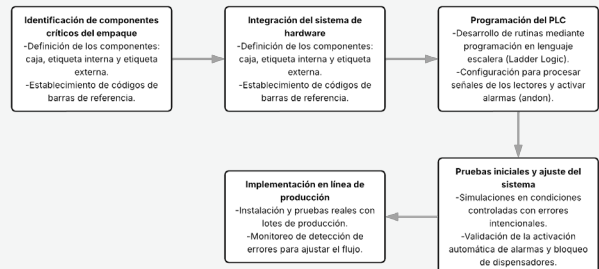 Identificación de componentes
críticos del empaque
-Definición de los componentes:
caja, etiqueta interna y etiqueta
externa.
-Establecimiento de códigos de
barras de referencia.
Integración del sistema de
hardware
-Definición de los componentes:
caja, etiqueta interna y etiqueta
externa.
-Establecimiento de códigos de
barras de referencia.
Programación del PLC
-Desarrollo de rutinas mediante
programación en lenguaje
escalera (Ladder Logic).
-Configuración para procesar
señales de los lectores y activar
alarmas (andon).
Pruebas iniciales y ajuste del
sistema
-Simulaciones en condiciones
controladas con errores
intencionales.
-Validación de la activación
automática de alarmas y bloqueo
de dispensadores.
Implementación en línea de
producción
-Instalación y pruebas reales con
lotes de producción.
-Monitoreo de detección de
errores para ajustar el flujo.